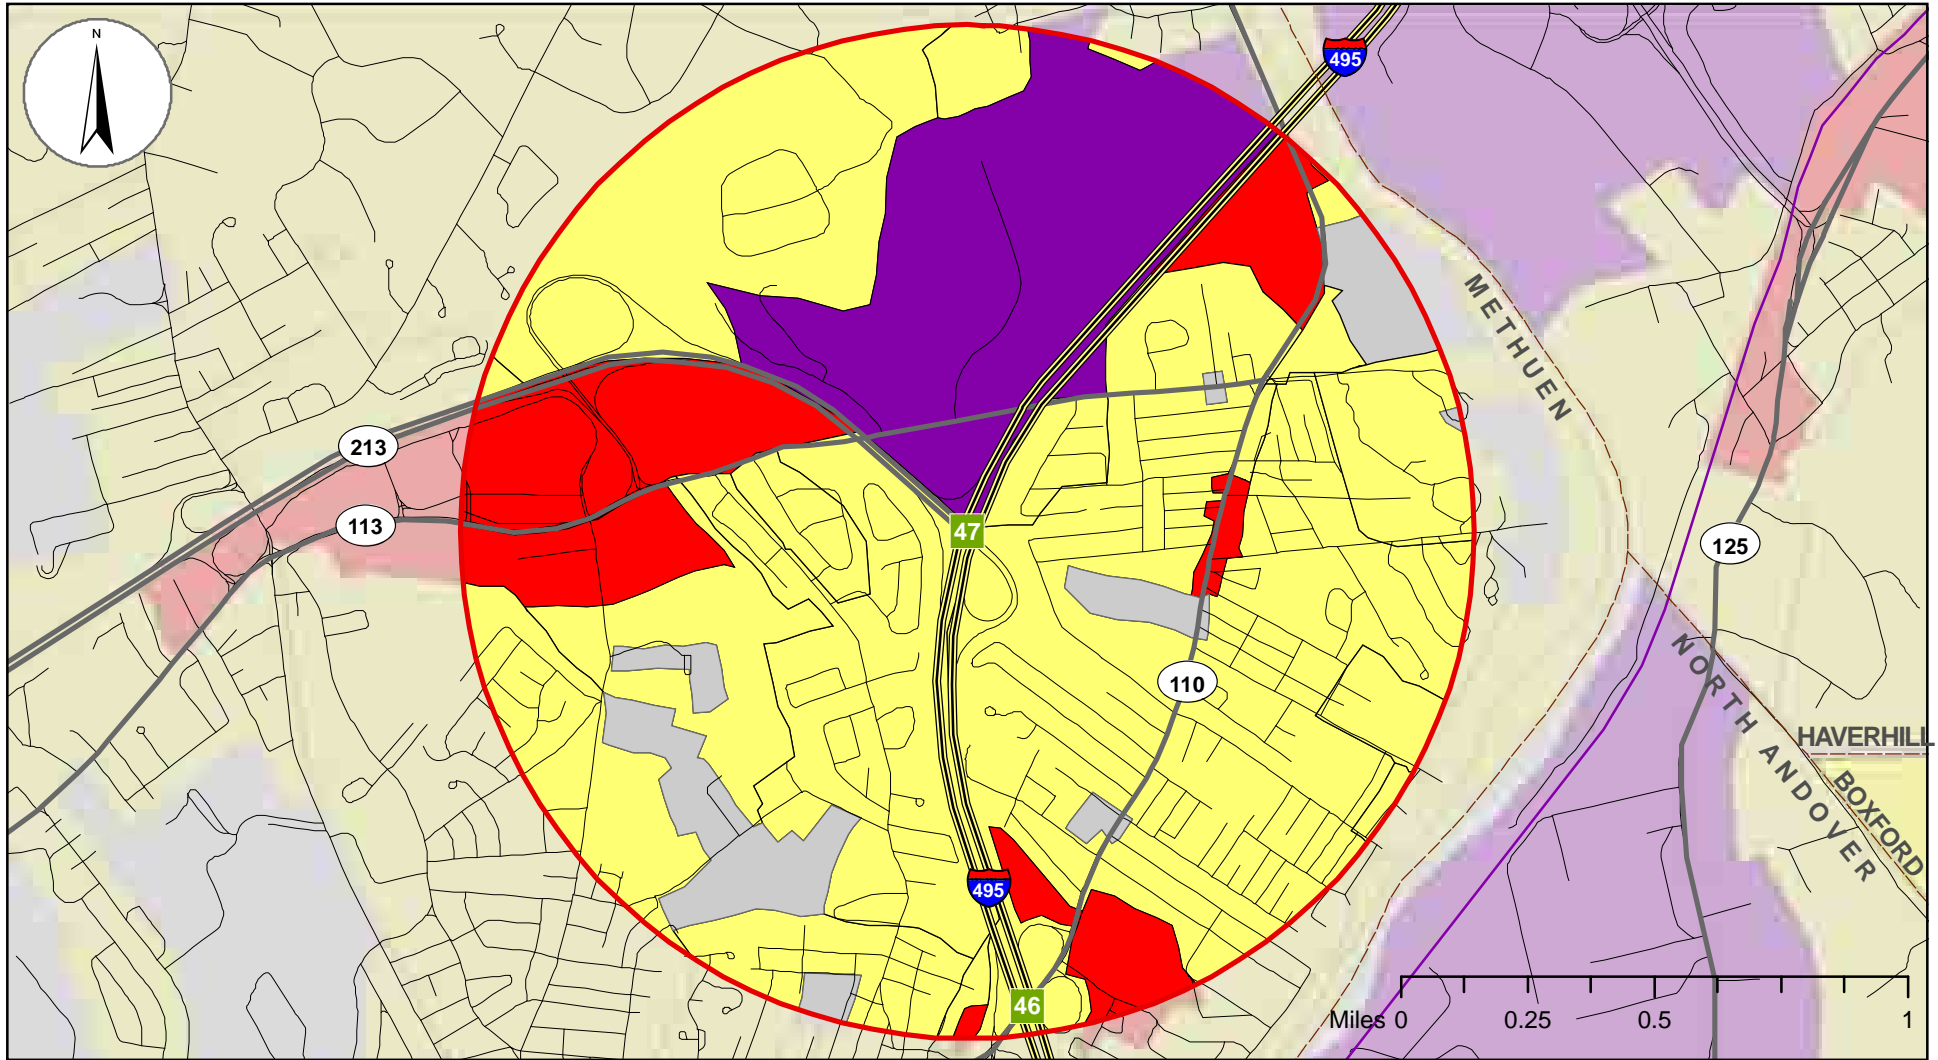 N
495
213
113
47
METHUEN
125
110
NORTH ANDOVER
HAVERHILL
BOXFORD
495
46
Miles 0 0.25 0.5 1